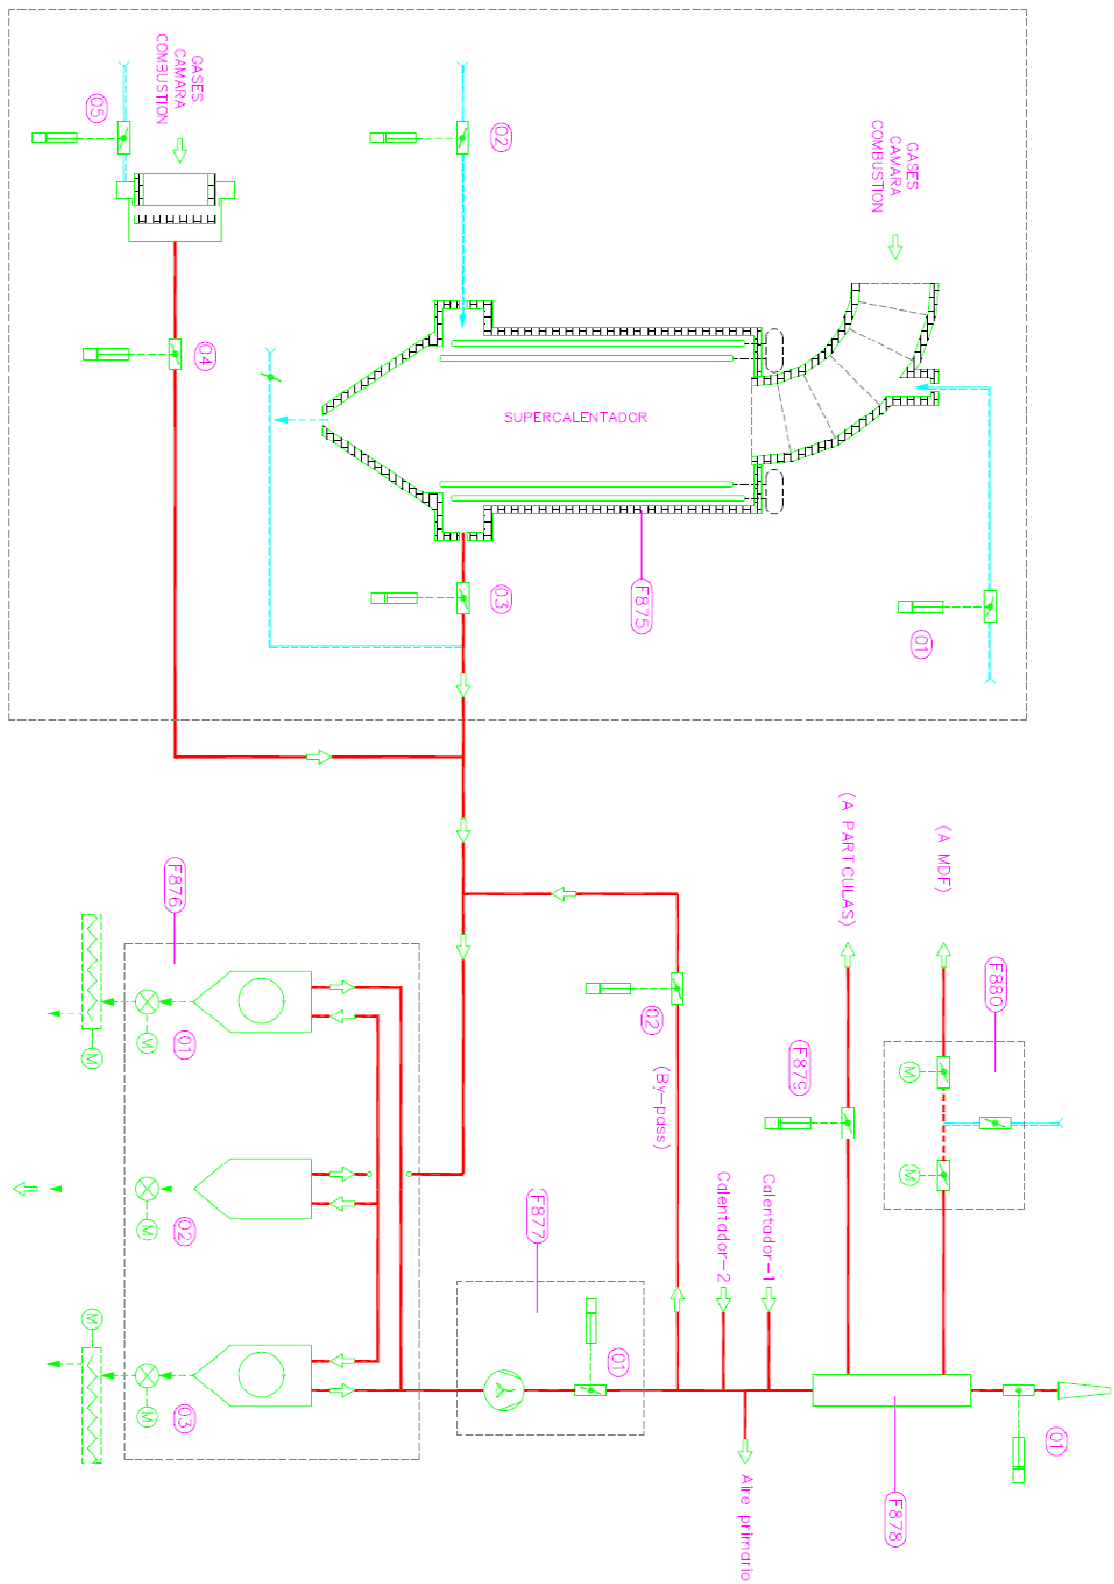 GASES
CAMARA
COMBUSTION
05
02
GASES
CAMARA
COMBUSTION
04
SUPERCALENTADOR
03
F875
01
(A PARTCULAS)
(A MDF)
F876
F880
01
M
M
02
M
F879
(By-pass)
M
Calentador-2
Calentador-1
F877
02
M
M
01
03
M
01
F878
Aire primario